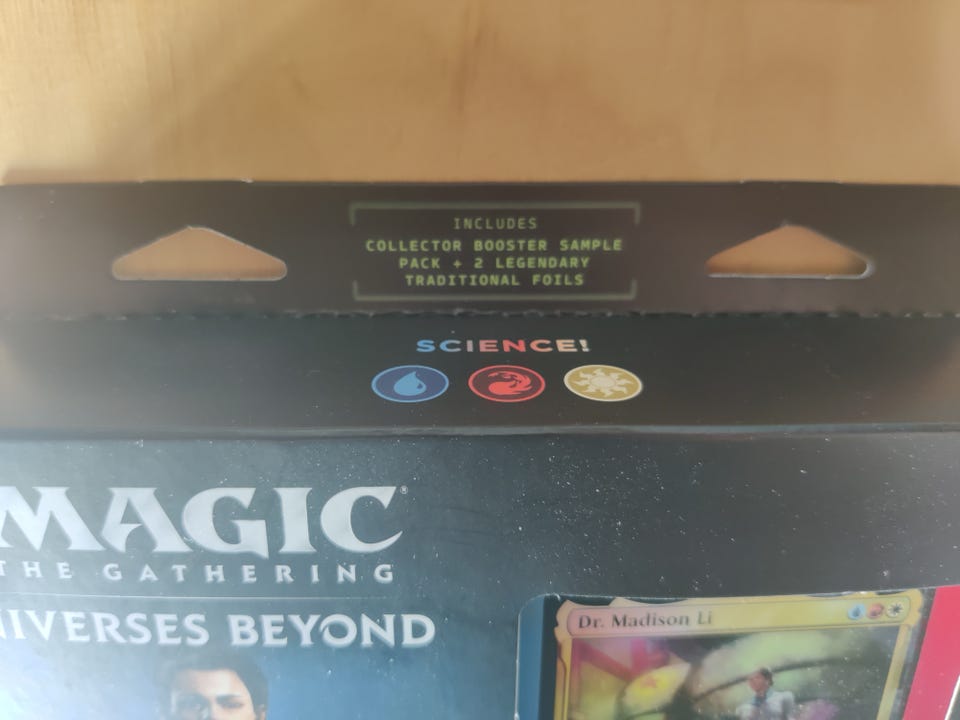 INCLUDES
COLLECTOR BOOSTER SAMPLE
PACK + 2 LEGENDARY
TRADITIONAL FOILS
SCIENCE!
MAGIC®
THE GATHERING
NIVERSES BEYOND
Dr. Madison Li